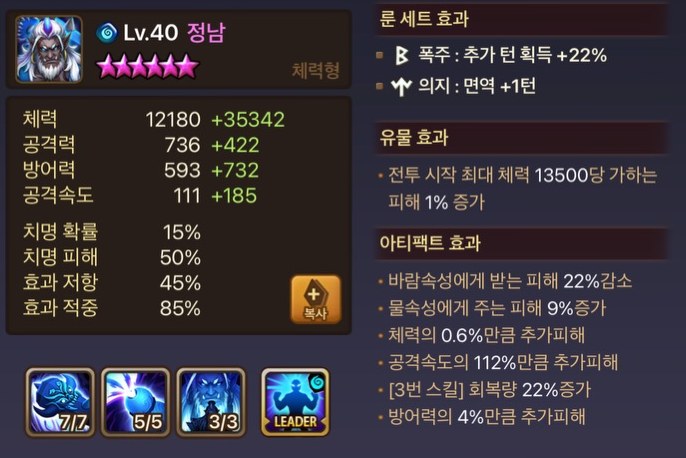 Lv.40 정남
체력형
체력 12180 +35342
공격력 736 +422
방어력 593 +732
공격속도 111 +185
치명 확률 15%
치명 피해 50%
효과 저항 45%
효과 적중 85%
복사
7/7
5/5
3/3
LEADER
룬 세트 효과
폭주 : 추가 턴 획득 +22%
의지 : 면역 +1턴
유물 효과
전투 시작 최대 체력 13500당 가하는
피해 1% 증가
아티팩트 효과
바람속성에게 받는 피해 22%감소
물속성에게 주는 피해 9%증가
체력의 0.6%만큼 추가피해
공격속도의 112%만큼 추가피해
[3번 스킬] 회복량 22%증가
방어력의 4%만큼 추가피해